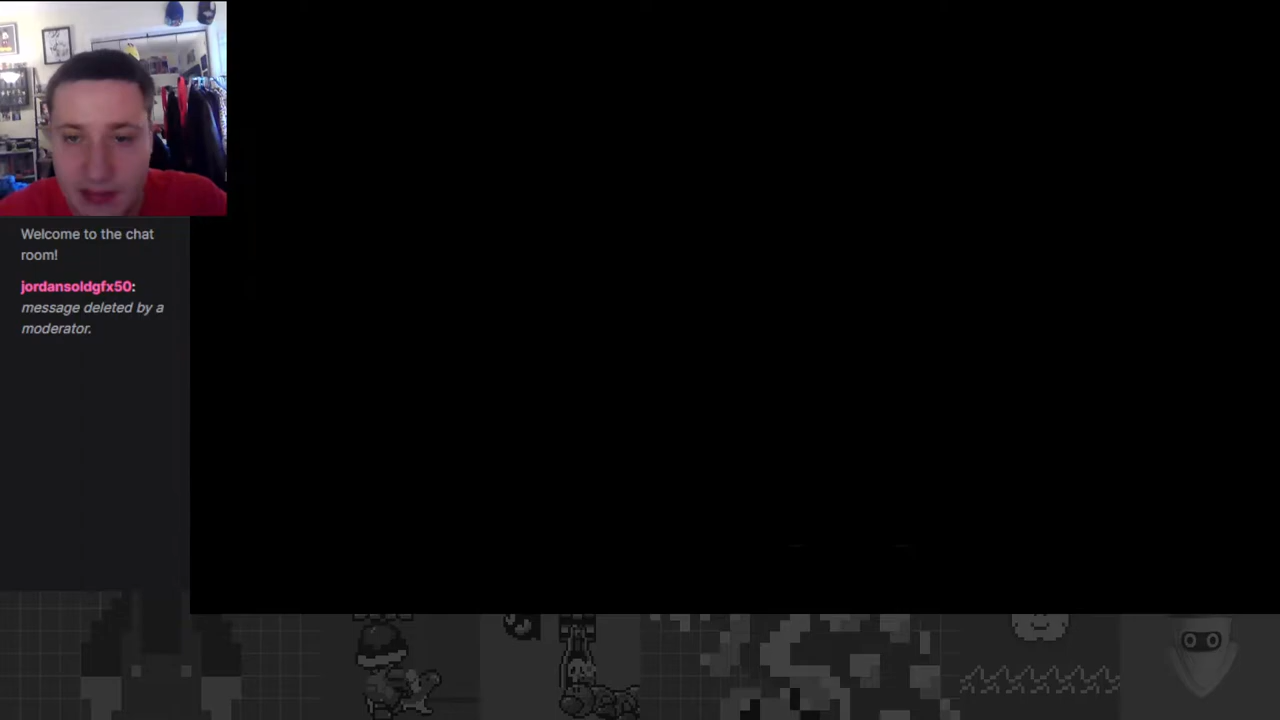 Welcome to the chat
room!
jordansoldgfx50:
message deleted by a
moderator.